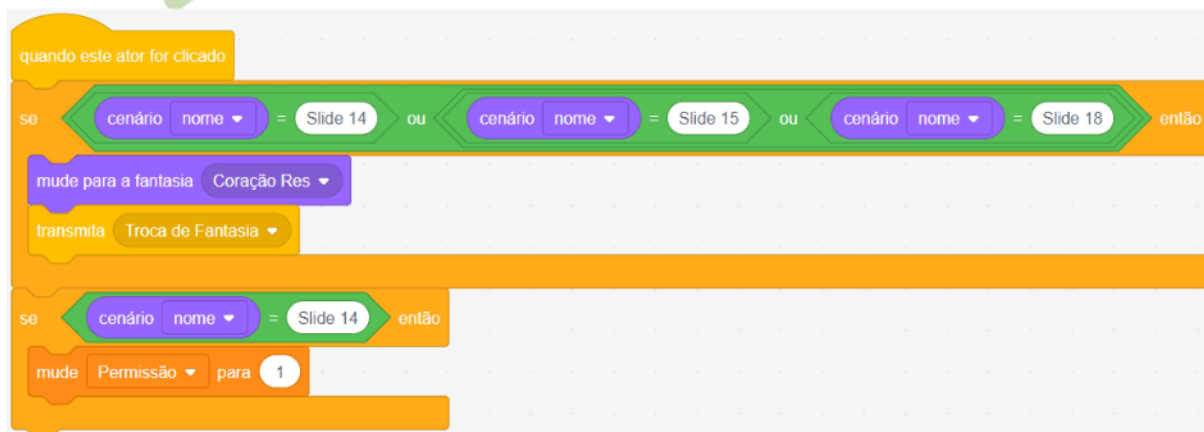 quando este ator for clicado
se cenário nome = Slide 14 ou cenário nome = Slide 15 ou cenário nome = Slide 18 então
mude para a fantasia Coração Res
transmita Troca de Fantasia
se cenário nome = Slide 14 então
mude Permissão para 1